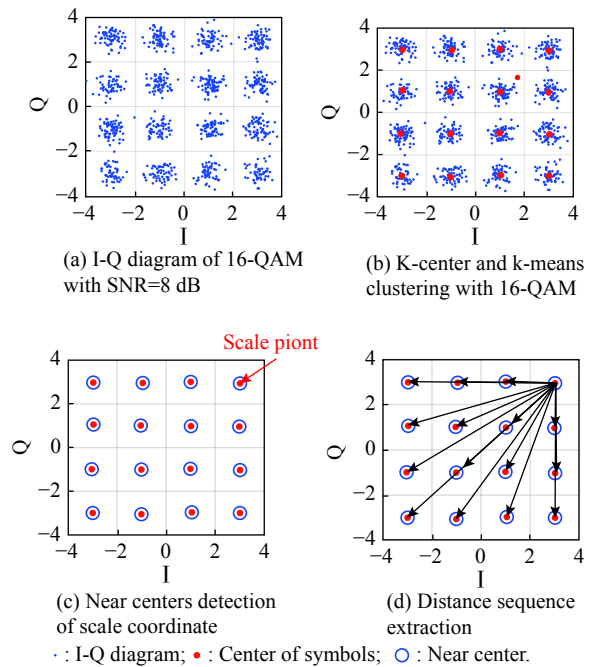 4
2
0
−2
−4
Q
−4 −2 0 2 4
I
(a) I-Q diagram of 16-QAM
with SNR=8 dB
4
2
0
−2
−4
Q
−4 −2 0 2 4
I
(b) K-center and k-means
clustering with 16-QAM
Scale piont
4
2
0
−2
−4
Q
−4 −2 0 2 4
I
(c) Near centers detection
of scale coordinate
4
2
0
−2
−4
Q
−4 −2 0 2 4
I
(d) Distance sequence
extraction
: I-Q diagram; : Center of symbols; : Near center.